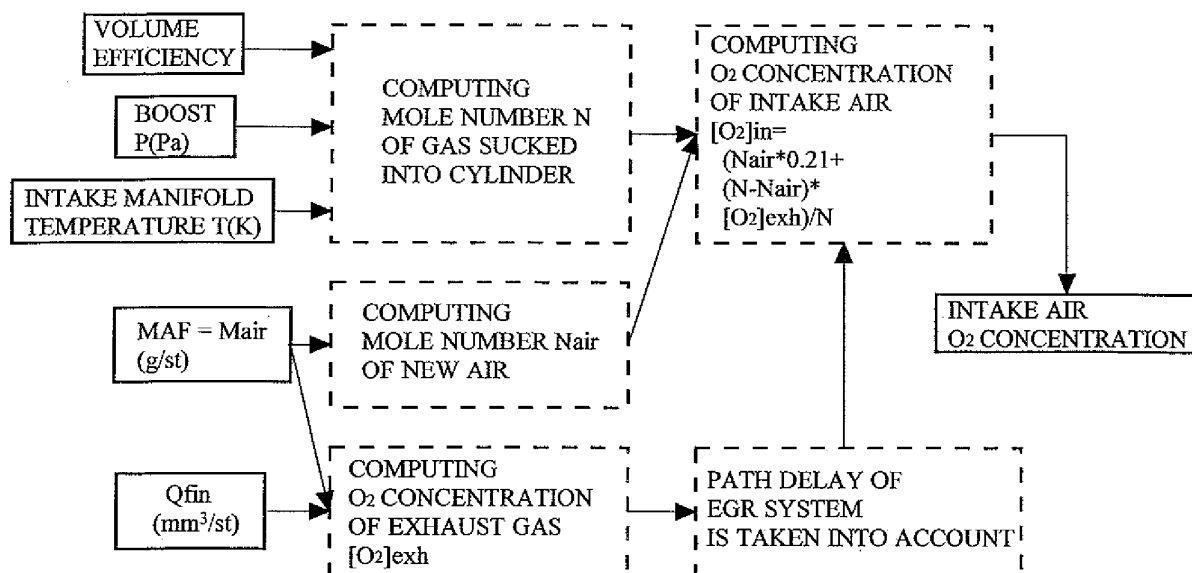 VOLUME
EFFICIENCY
BOOST
P(Pa)
INTAKE MANIFOLD
TEMPERATURE T(K)
COMPUTING
MOLE NUMBER N
OF GAS SUCKED
INTO CYLINDER
COMPUTING
O2 CONCENTRATION
OF INTAKE AIR
[O2]in=
(Nair*0.21+
(N-Nair)*
[O2]exh)/N
MAF = Mair
(g/st)
COMPUTING
MOLE NUMBER Nair
OF NEW AIR
INTAKE AIR
O2 CONCENTRATION
Qfin
(mm³/st)
COMPUTING
O2 CONCENTRATION
OF EXHAUST GAS
[O2]exh
PATH DELAY OF
EGR SYSTEM
IS TAKEN INTO ACCOUNT